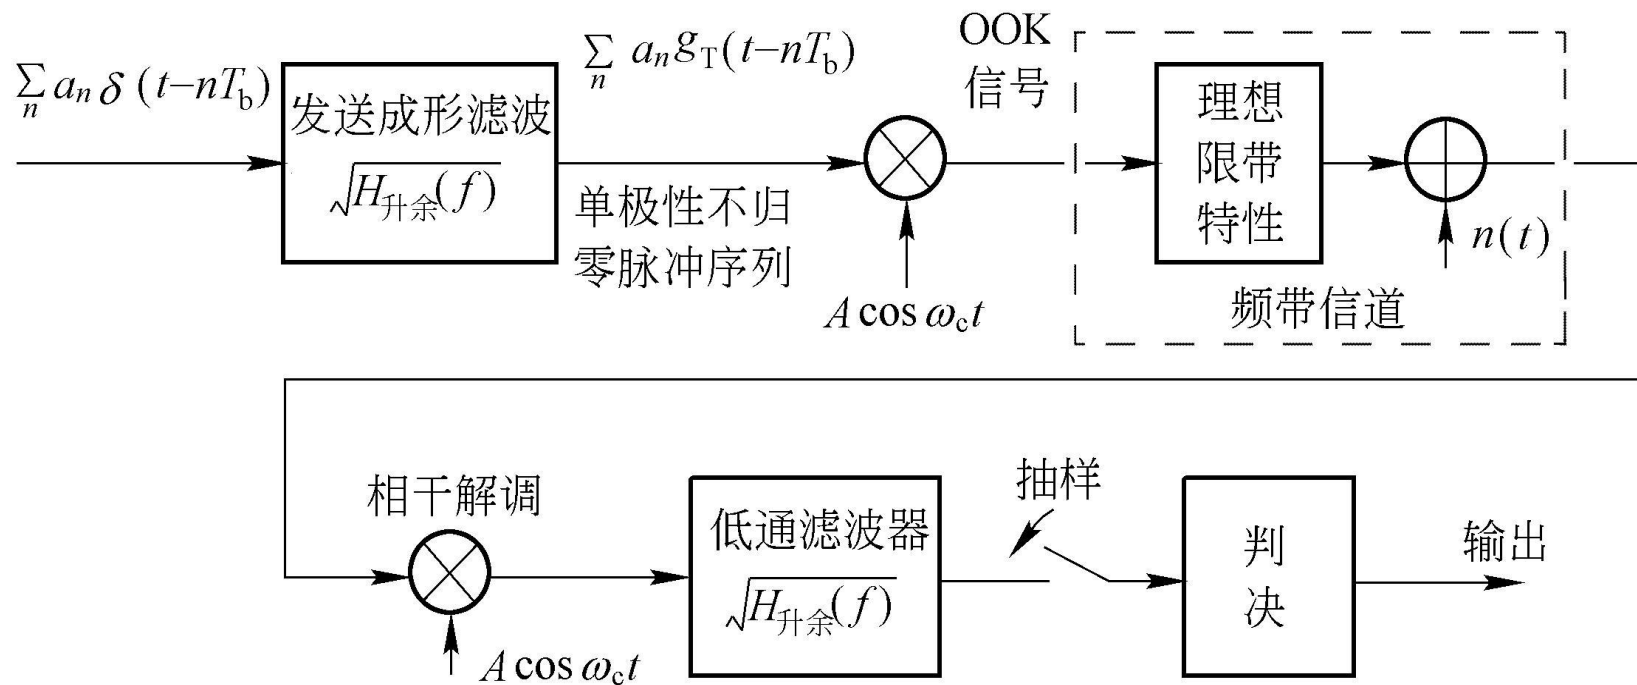 ∑ₙ aₙδ(t−nT_b)
发送成形滤波
√H升余(f)
∑ₙ aₙg_T(t−nT_b)
单极性不归
零脉冲序列
A cos ω_c t
OOK
信号
理想
限带
特性
n(t)
频带信道
相干解调
A cos ω_c t
低通滤波器
√H升余(f)
抽样
判
决
输出